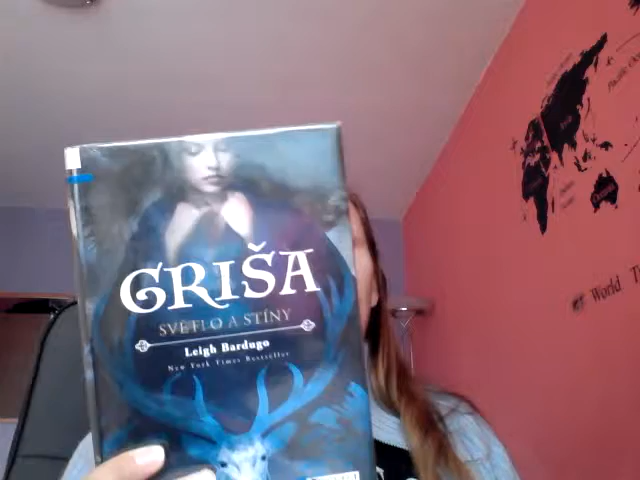 GRIŠA
SVĚTLO A STÍNY
Leigh Bardugo
New York Times Bestseller
World